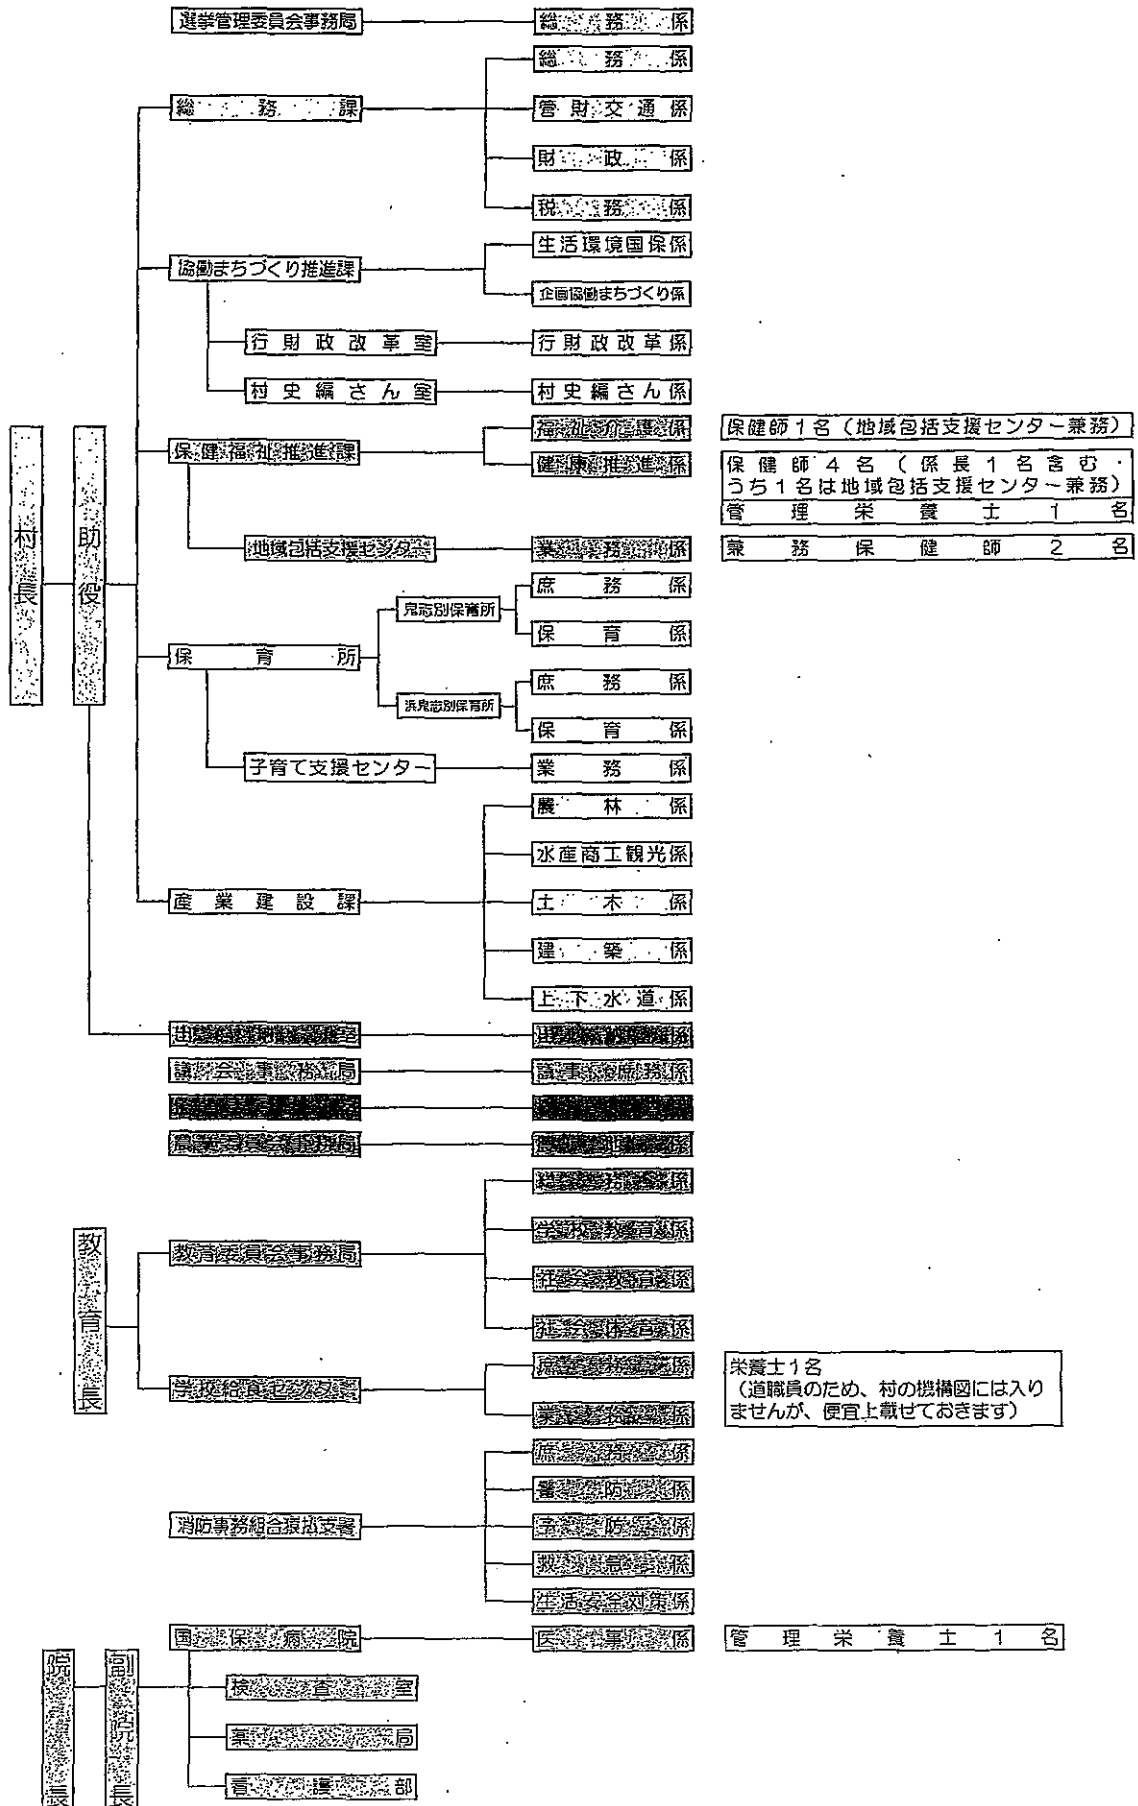 選挙管理委員会事務局
総務係
総務課
総務係
管財交通係
財政係
税務係
協働まちづくり推進課
生活環境国保係
企画協働まちづくり係
行財政改革室
行財政改革係
村史編さん室
村史編さん係
村長
助役
保健福祉推進課
福祉介護係
保健師1名（地域包括支援センター兼務）
健康推進係
保健師4名（係長1名含む・
うち1名は地域包括支援センター兼務）
管理栄養士1名
地域包括支援センター
業務係
兼務保健師2名
保育所
鬼志別保育所
庶務係
保育係
浜鬼志別保育所
庶務係
保育係
子育て支援センター
業務係
産業建設課
農林係
水産商工観光係
土木係
建築係
上下水道係
議会事務局
議事庶務係
農業委員会事務局
教育長
教育委員会事務局
総務係
学校教育係
社会教育係
社会体育係
学校給食センター
庶務係
栄養士1名
（道職員のため、村の機構図には入り
ませんが、便宜上載せておきます）
業務係
消防事務組合猿払支署
庶務係
警防係
予防係
救急係
生活安全対策係
院長
副院長
国保病院
医事係
管理栄養士1名
検査室
薬局
看護部